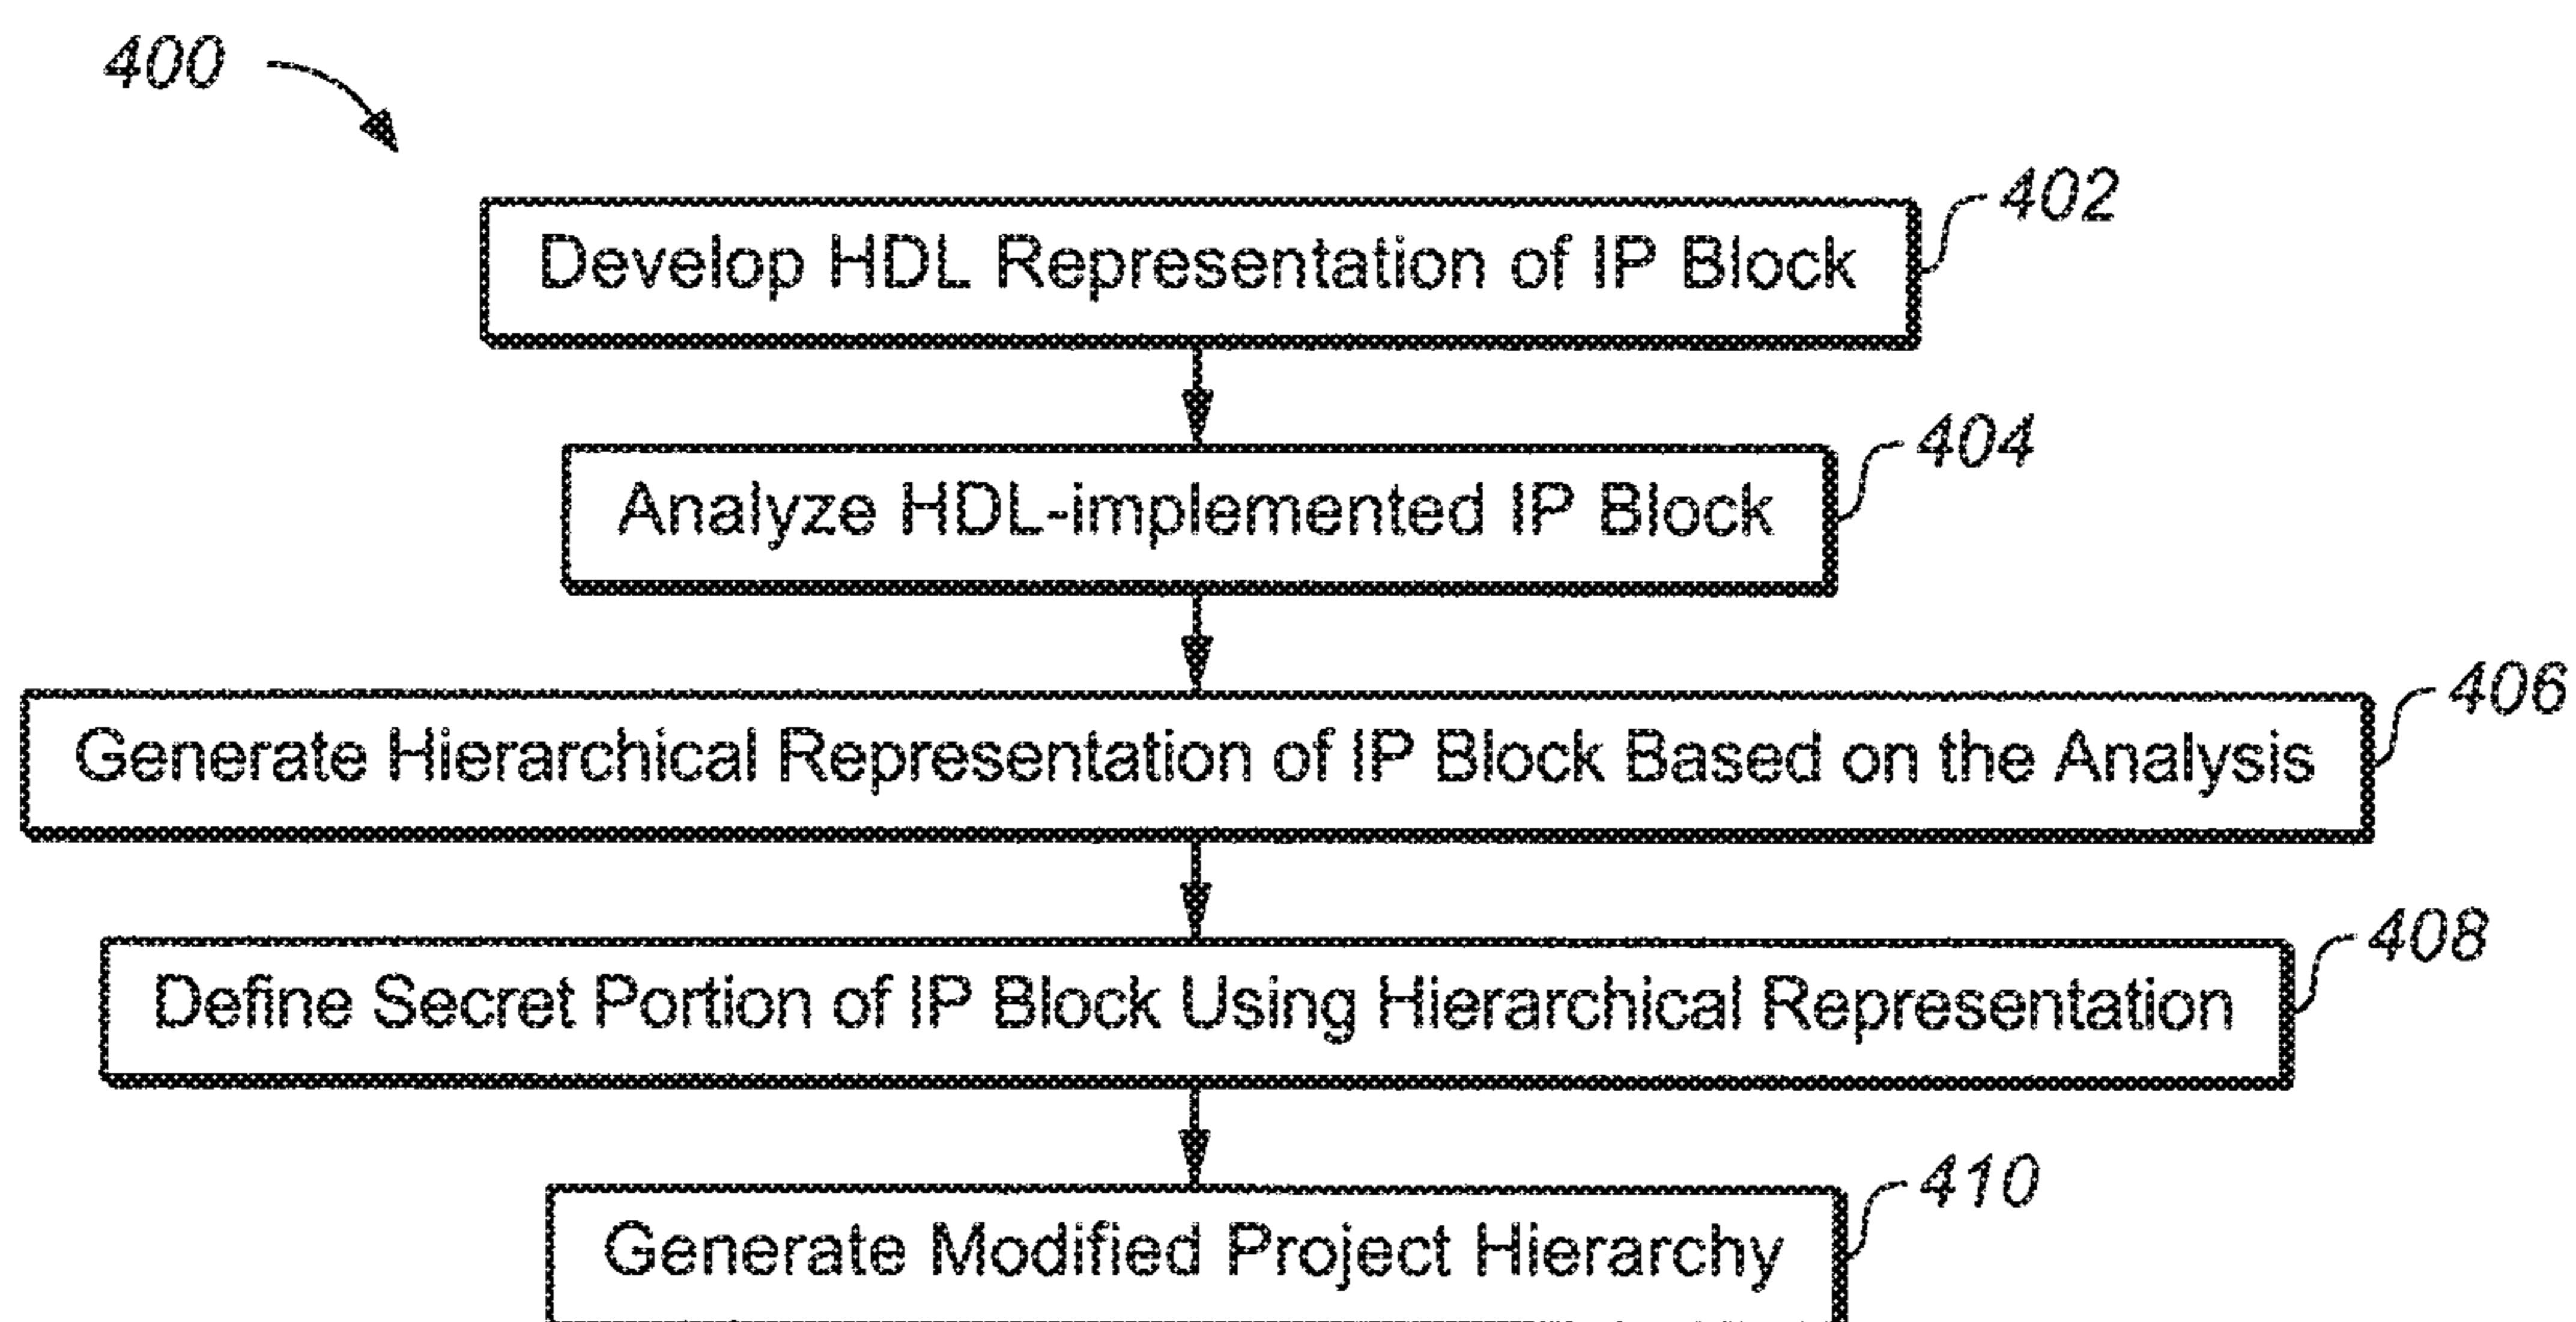 400
402
Develop HDL Representation of IP Block
404
Analyze HDL-implemented IP Block
406
Generate Hierarchical Representation of IP Block Based on the Analysis
408
Define Secret Portion of IP Block Using Hierarchical Representation
410
Generate Modified Project Hierarchy